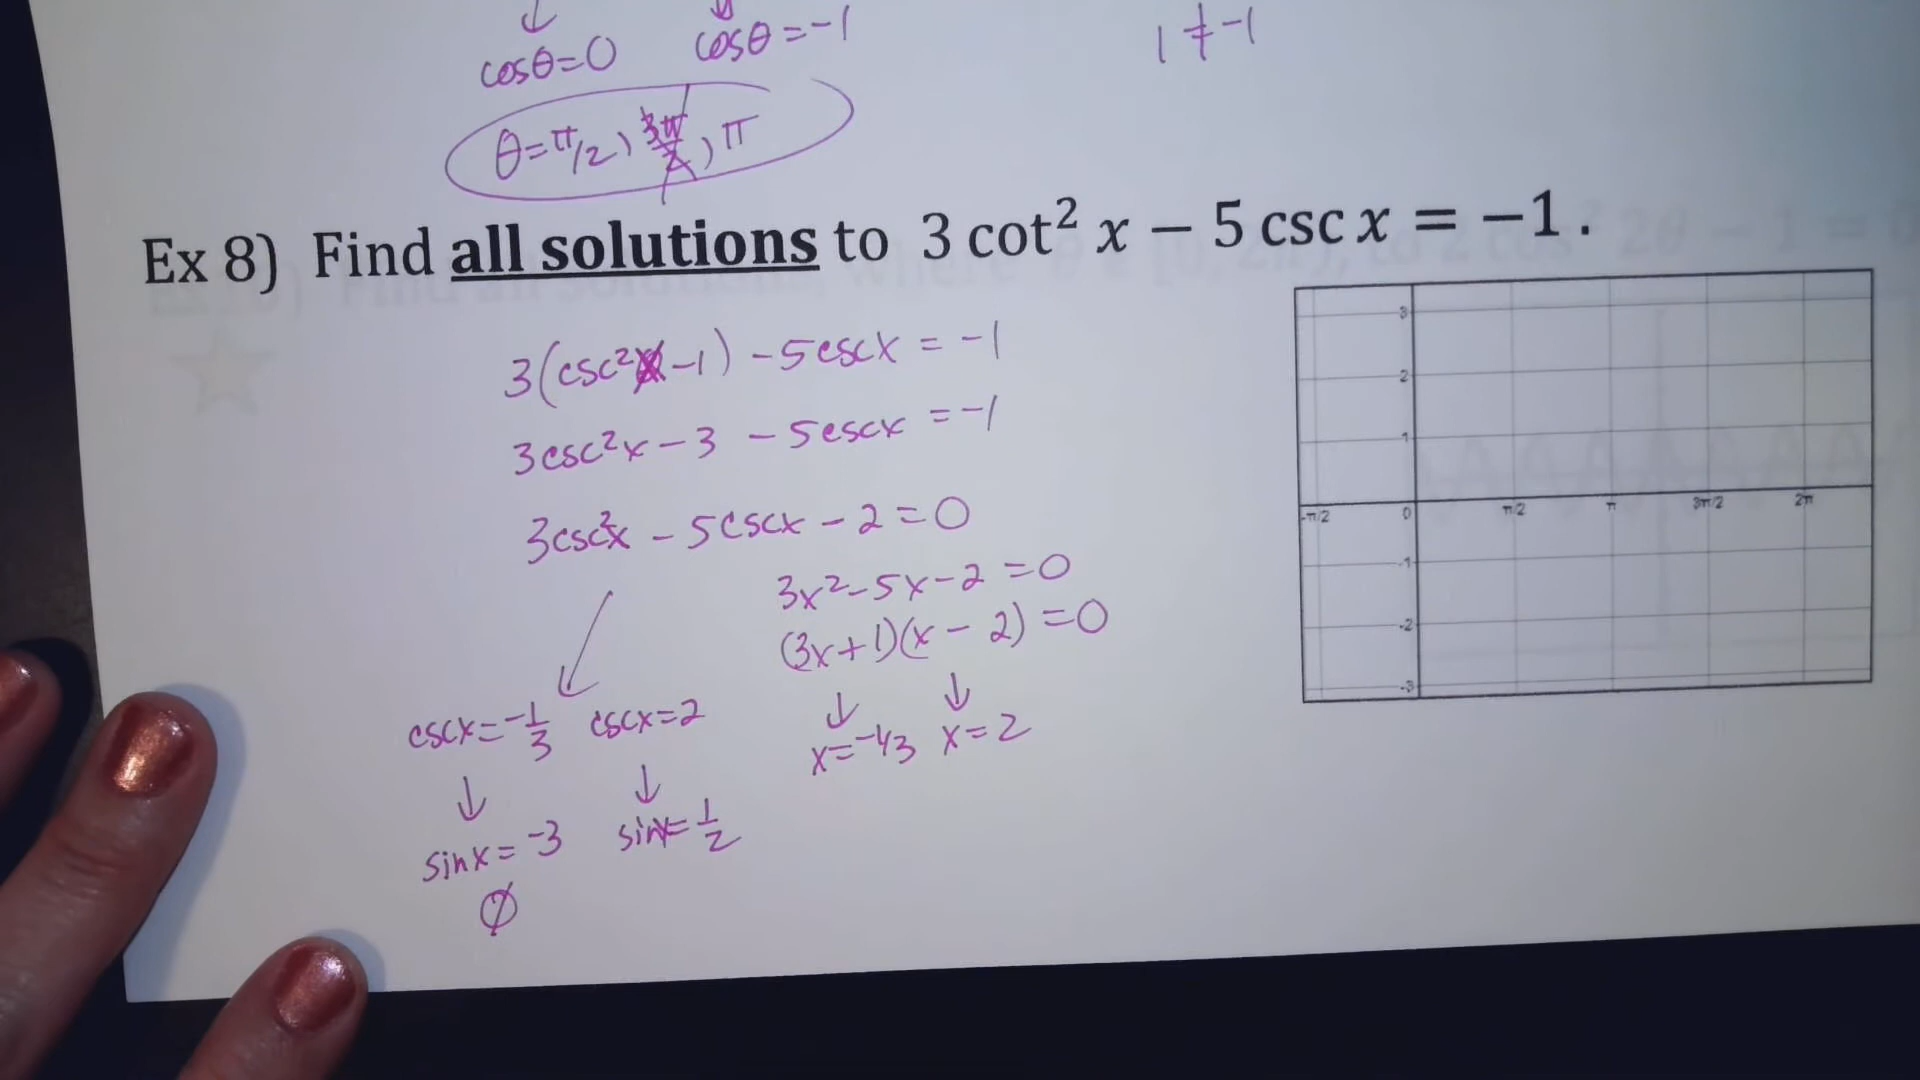 cosθ=0 cosθ=-1 1≠-1
θ=π/2, 3π/2, π
Ex 8) Find all solutions to 3 cot² x − 5 csc x = −1.
3(csc²x-1) -5cscx = -1
3csc²x-3 -5cscx =-1
3csc²x - 5cscx - 2 =0
3x²-5x-2 =0
(3x+1)(x-2) =0
cscx=-1/3 cscx=2 x=-1/3 x=2
sinx=-3 sinx=1/2
∅
3
2
1
-π/2 0 π/2 π 3π/2 2π
-1
-2
-3